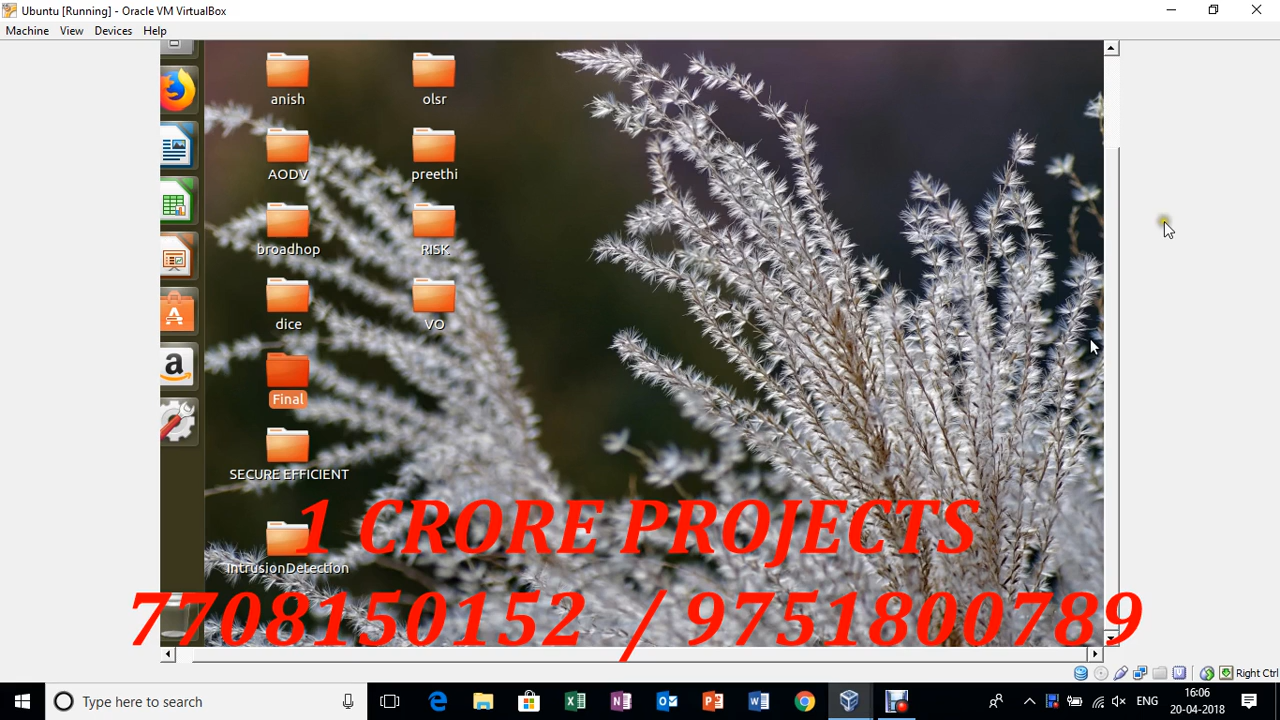 Ubuntu [Running] - Oracle VM VirtualBox
Machine View Devices Help
anish olsr
AODV preethi
broadhop RISK
dice VO
Final
SECURE EFFICIENT
IntrusionDetection
1 CRORE PROJECTS
7708150152 / 9751800789
Right Ctrl
Type here to search
ENG
16:06
20-04-2018